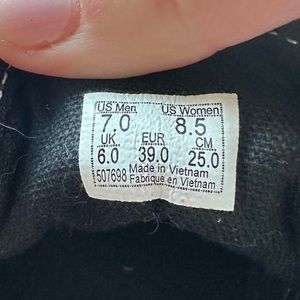 US Men US Women
7.0 8.5
UK EUR CM
6.0 39.0 25.0
507698 Made in Vietnam
Fabriqué en Vietnam